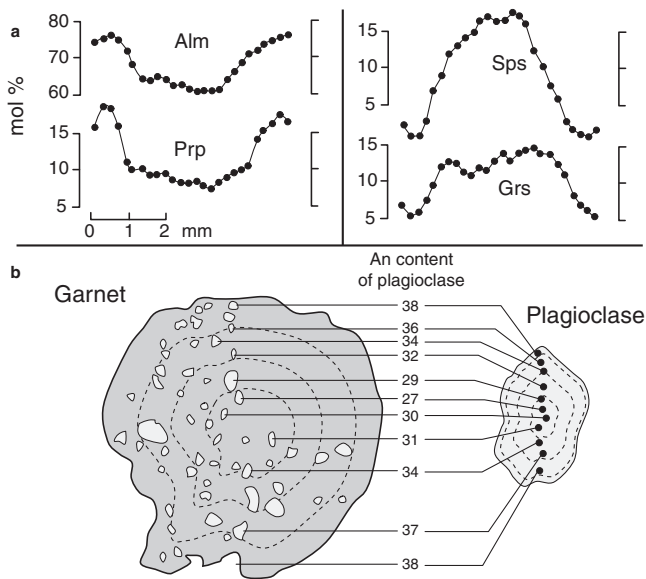 a
mol %
80
70
60
Alm
15
10
5
Prp
0 1 2 mm
15
10
5
Sps
15
10
5
Grs
b
Garnet
An content
of plagioclase
Plagioclase
38
36
34
32
29
27
30
31
34
37
38